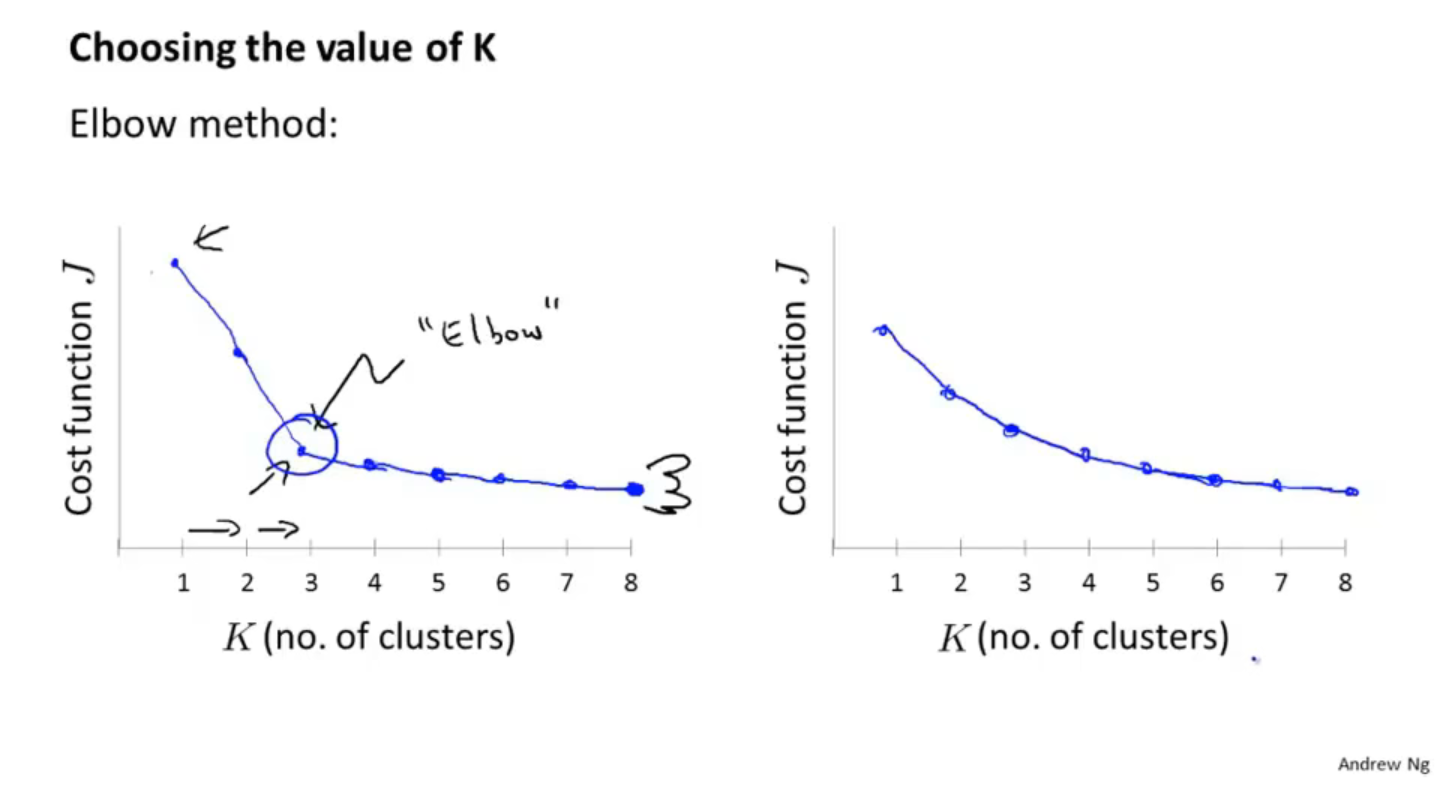 Choosing the value of K
Elbow method:
"Elbow"
Cost function J
1 2 3 4 5 6 7 8
K (no. of clusters)
Cost function J
1 2 3 4 5 6 7 8
K (no. of clusters)
Andrew Ng